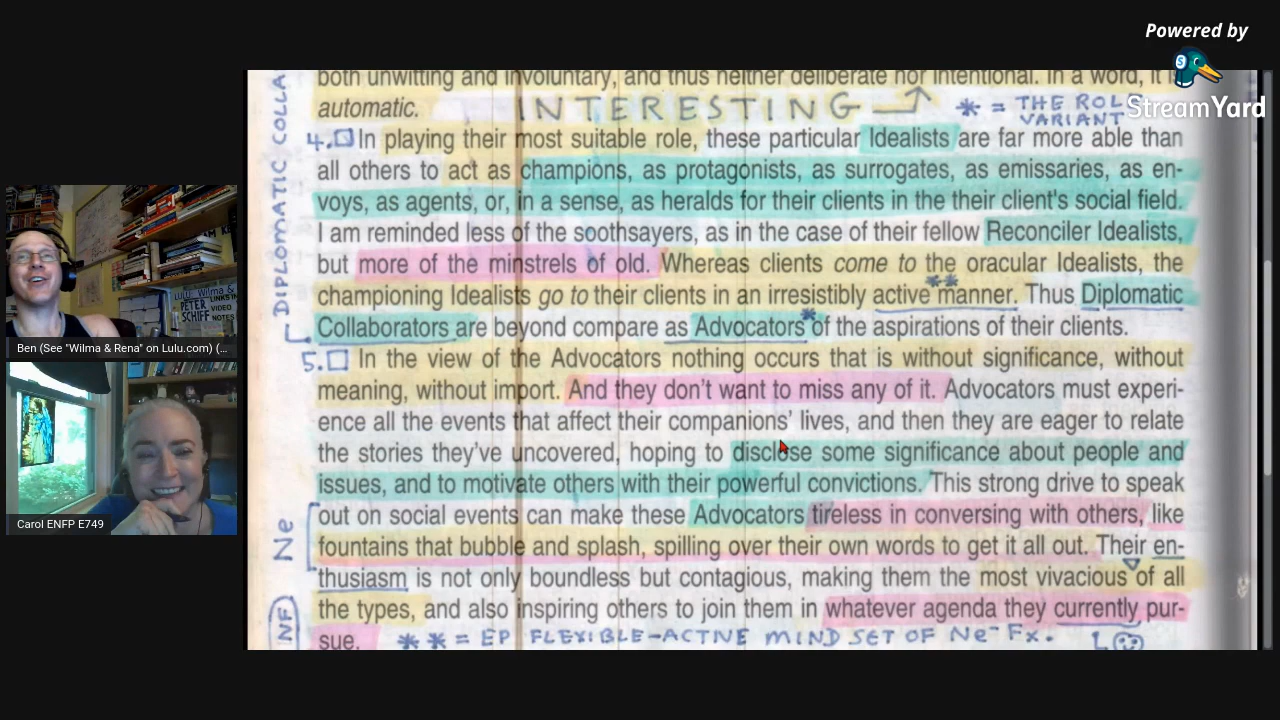 Powered by
StreamYard
both unwitting and involuntary, and thus neither deliberate nor intentional. In a word, it is
automatic. INTERESTING * = THE ROL
VARIANT
DIPLOMATIC COLLA
4. In playing their most suitable role, these particular Idealists are far more able than
all others to act as champions, as protagonists, as surrogates, as emissaries, as en-
voys, as agents, or, in a sense, as heralds for their clients in the their client's social field.
I am reminded less of the soothsayers, as in the case of their fellow Reconciler Idealists,
but more of the minstrels of old. Whereas clients come to the oracular Idealists, the
championing Idealists go to their clients in an irresistibly active manner.** Thus Diplomatic
Collaborators are beyond compare as Advocators* of the aspirations of their clients.
5. In the view of the Advocators nothing occurs that is without significance, without
meaning, without import. And they don't want to miss any of it. Advocators must experi-
ence all the events that affect their companions' lives, and then they are eager to relate
the stories they've uncovered, hoping to disclose some significance about people and
issues, and to motivate others with their powerful convictions. This strong drive to speak
out on social events can make these Advocators tireless in conversing with others, like
Ne
fountains that bubble and splash, spilling over their own words to get it all out. Their en-
thusiasm is not only boundless but contagious, making them the most vivacious of all
the types, and also inspiring others to join them in whatever agenda they currently pur-
NF
sue. ** = EP FLEXIBLE-ACTIVE MIND SET OF Ne-Fx.
PETER
SCHIFF
VIDEO
NOTES
Ben (See "Wilma & Rena" on Lulu.com) (...
Carol ENFP E749